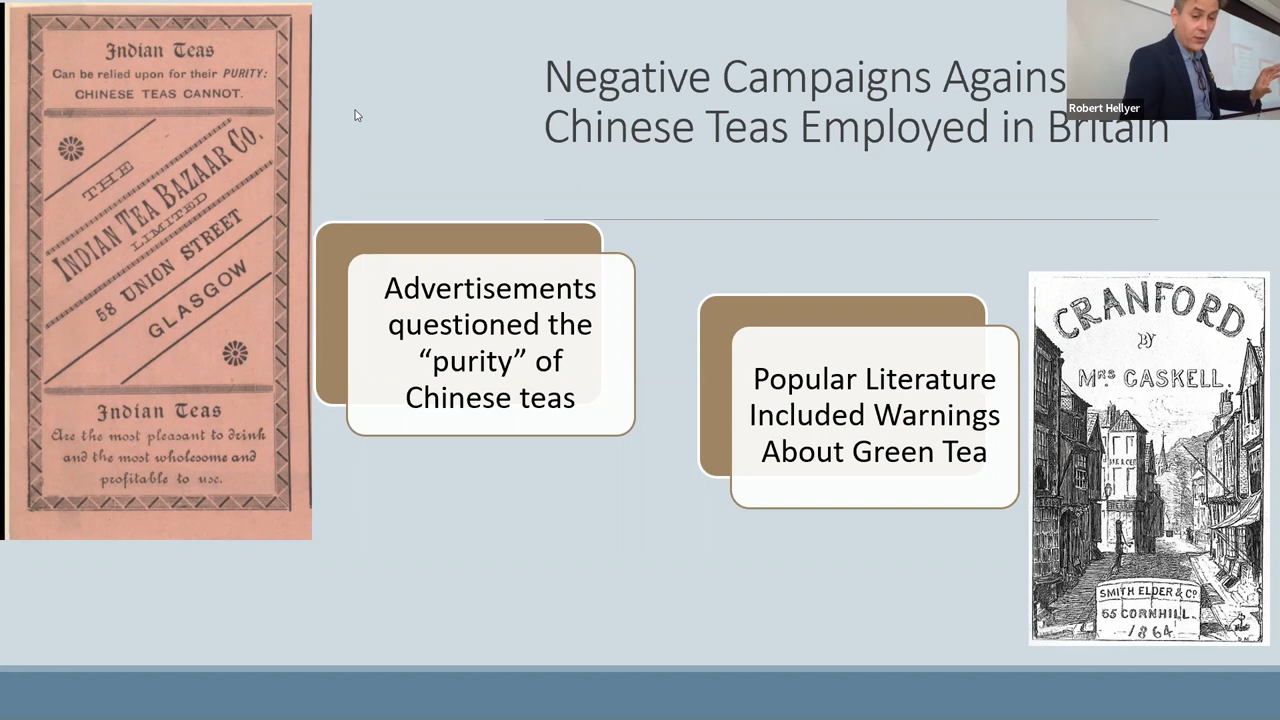 Indian Teas
Can be relied upon for their PURITY;
CHINESE TEAS CANNOT.
THE
INDIAN TEA BAZAAR Co.
LIMITED
58 UNION STREET
GLASGOW
Indian Teas
Are the most pleasant to drink
and the most wholesome and
profitable to use.
Negative Campaigns Agains
Chinese Teas Employed in Britain
Robert Hellyer
Advertisements
questioned the
“purity” of
Chinese teas
Popular Literature
Included Warnings
About Green Tea
CRANFORD
BY
MRS GASKELL.
SMITH ELDER & Co
65 CORNHILL.
1864